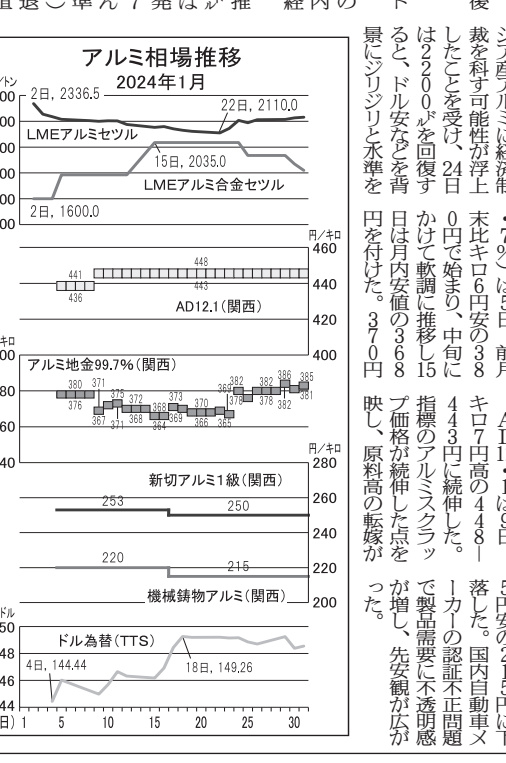 アルミ相場推移
2024年1月
2日, 2336.5
22日, 2110.0
LMEアルミセツル
15日, 2035.0
LMEアルミ合金セツル
2日, 1600.0
円/キロ
460
448
441
436
443
440
AD12.1(関西)
420
400
アルミ地金99.7%(関西)
380
376
371
367
375
371
372
368
368
364
373
369
370
366
370
365
369
382
378
382
378
386
382
385
381
円/キロ
280
新切アルミ1級(関西)
253
250
260
240
220
215
220
機械鋳物アルミ(関西)
200
ドル為替(TTS)
4日, 144.44
18日, 149.26
1
5
10
15
20
25
30
裁を科す可能性が浮上
したことを受け、24日
は2200㌦を回復す
ると、ドル安などを背
景にジリジリと水準を
末比キロ6円安の38
0円で始まり、中旬に
かけて軟調に推移し15
日は月内安値の368
円を付けた。370円
キロ7円高の448―
443円に続伸した。
指標のアルミスクラッ
プ価格が続伸した点を
映し、原料高の転嫁が
落した。国内自動車メ
ーカーの認証不正問題
で製品需要に不透明感
が増し、先安観が広が
った。